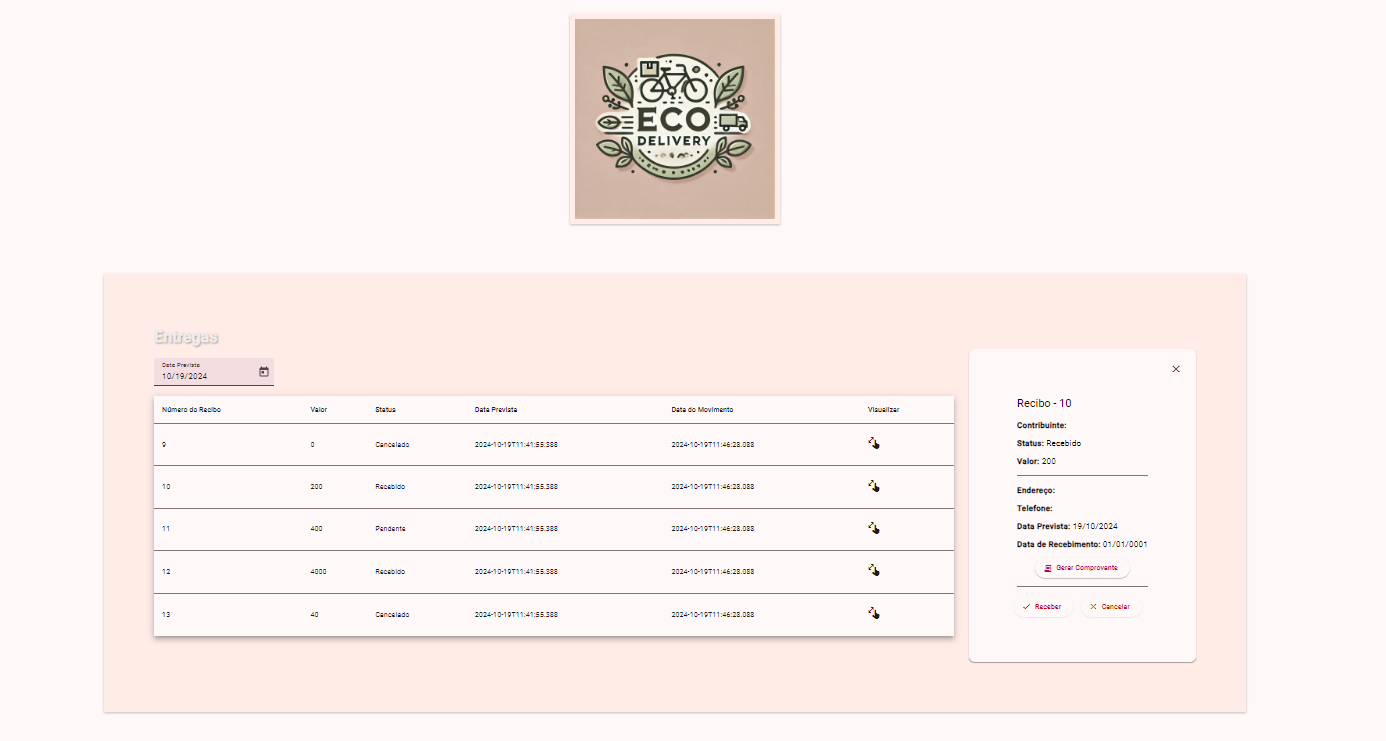 ECO
DELIVERY
Entregas
Data Prevista
10/19/2024
Número do Recibo Valor Status Data Prevista Data do Movimento Visualizar
9 0 Cancelado 2024-10-19T11:41:55.388 2024-10-19T11:46:28.088
10 200 Recebido 2024-10-19T11:41:55.388 2024-10-19T11:46:28.088
11 400 Pendente 2024-10-19T11:41:55.388 2024-10-19T11:46:28.088
12 4000 Recebido 2024-10-19T11:41:55.388 2024-10-19T11:46:28.088
13 40 Cancelado 2024-10-19T11:41:55.388 2024-10-19T11:46:28.088
Recibo - 10
Contribuinte:
Status: Recebido
Valor: 200
Endereço:
Telefone:
Data Prevista: 19/10/2024
Data de Recebimento: 01/01/0001
Gerar Comprovante
Receber Cancelar